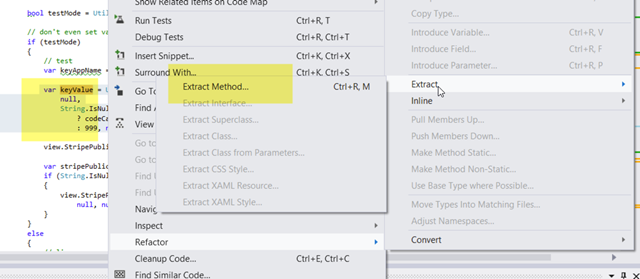 bool testMode = Util
// don't even set va
if (testMode)
{
// test
var keyAppName =
var keyValue = U
null,
String.IsNull
? codeCa
: 999, n
view.StripePubli
var stripePublic
if (String.IsNul
{
view.StripeP
null, nu
}
}
else
{
Show Related Items on Code Map
Run Tests Ctrl+R, T
Debug Tests Ctrl+R, D
Insert Snippet... Ctrl+K, X
Surround With... Ctrl+K, S
Go To
Find A
View
Go to
Go to
Find U
Find U
Navig
Inspect
Refactor
Cleanup Code... Ctrl+E, Ctrl+C
Find Similar Code...
Extract Method... Ctrl+R, M
Extract Interface...
Extract Superclass...
Extract Class...
Extract Class from Parameters...
Extract CSS Style...
Extract XAML Resource...
Extract XAML Style...
Copy Type...
Introduce Variable... Ctrl+R, V
Introduce Field... Ctrl+R, F
Introduce Parameter... Ctrl+R, P
Extract
Inline
Pull Members Up...
Push Members Down...
Make Method Static...
Make Method Non-Static...
Use Base Type where Possible...
Move Types Into Matching Files...
Adjust Namespaces...
Convert